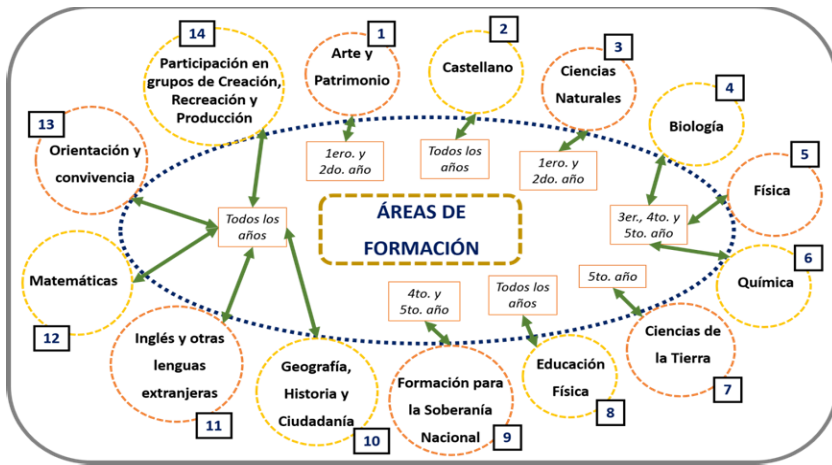 14
Participación en
grupos de Creación,
Recreación y
Producción
1
Arte y
Patrimonio
2
Castellano
3
Ciencias
Naturales
4
Biología
13
Orientación y
convivencia
1ero. y
2do. año
Todos los
años
1ero. y
2do. año
5
Física
Todos los
años
ÁREAS DE
FORMACIÓN
3er., 4to. y
5to. año
6
Química
Matemáticas
12
4to. y
5to. año
Todos los
años
5to. año
Inglés y otras
lenguas
extranjeras
11
Geografía,
Historia y
Ciudadanía
10
Formación para
la Soberanía
Nacional
9
Educación
Física
8
Ciencias de
la Tierra
7